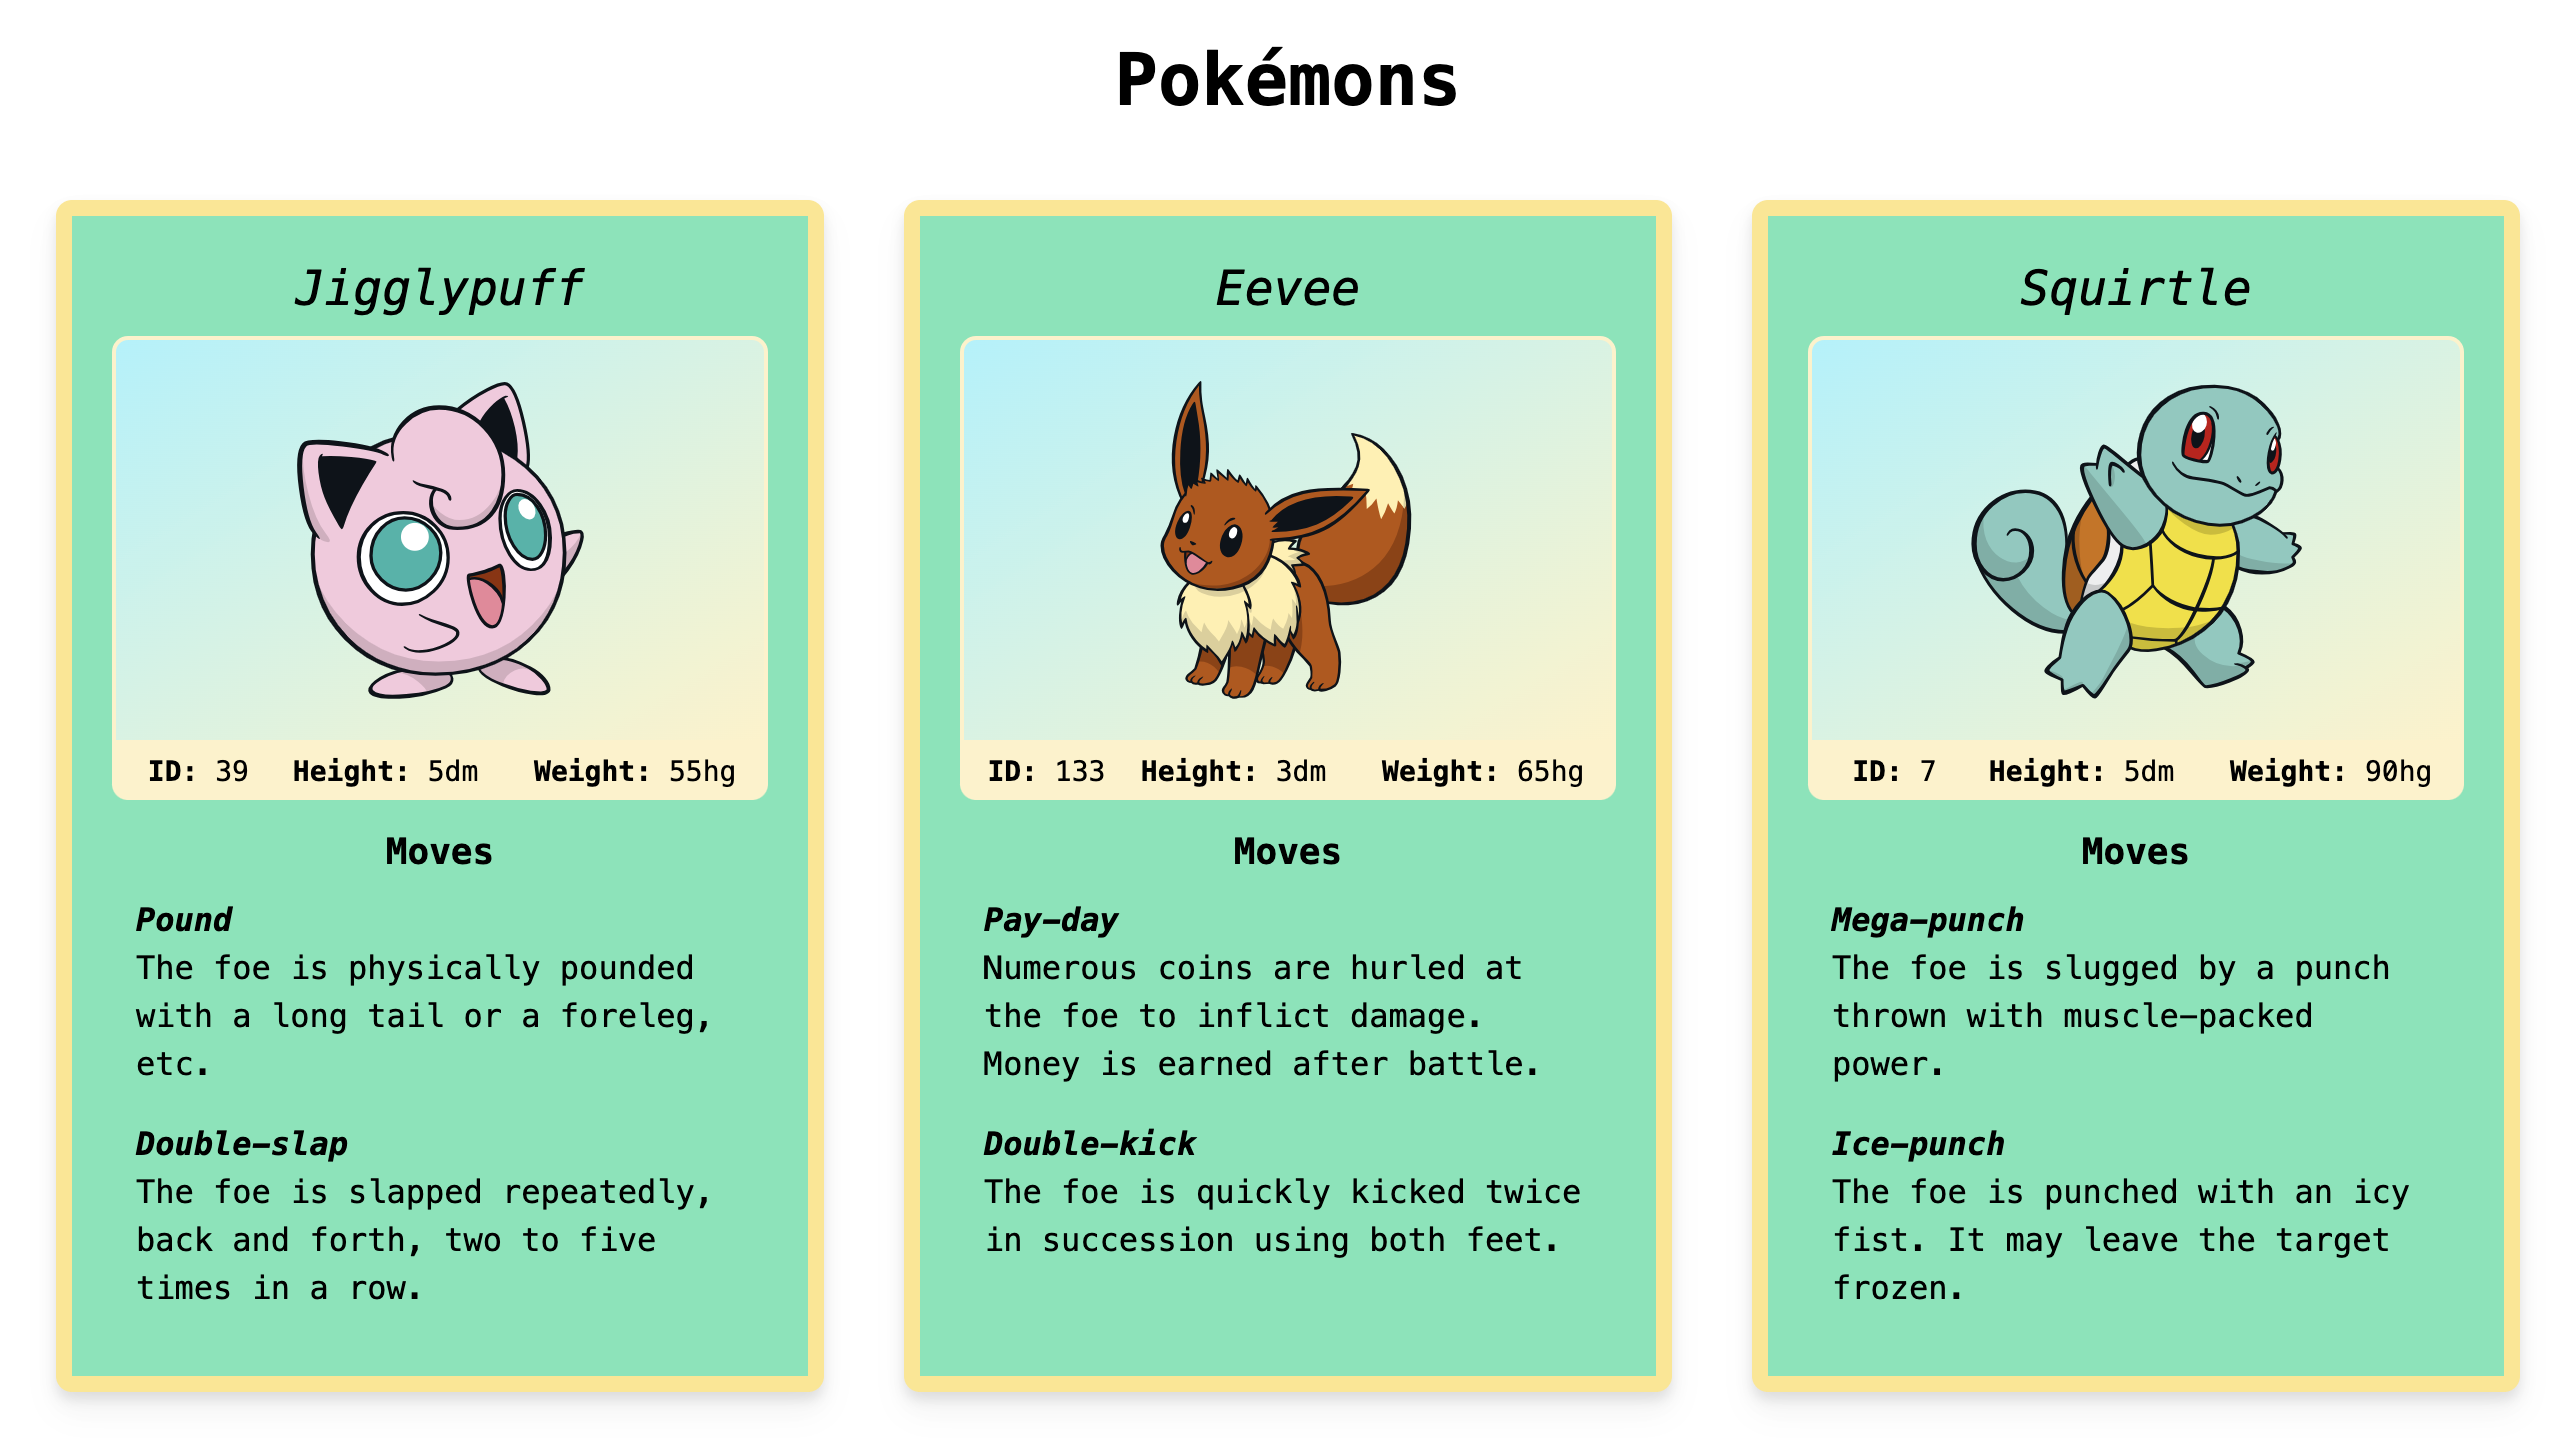 Pokémons
Jigglypuff
ID: 39 Height: 5dm Weight: 55hg
Moves
Pound
The foe is physically pounded
with a long tail or a foreleg,
etc.
Double-slap
The foe is slapped repeatedly,
back and forth, two to five
times in a row.
Eevee
ID: 133 Height: 3dm Weight: 65hg
Moves
Pay-day
Numerous coins are hurled at
the foe to inflict damage.
Money is earned after battle.
Double-kick
The foe is quickly kicked twice
in succession using both feet.
Squirtle
ID: 7 Height: 5dm Weight: 90hg
Moves
Mega-punch
The foe is slugged by a punch
thrown with muscle-packed
power.
Ice-punch
The foe is punched with an icy
fist. It may leave the target
frozen.